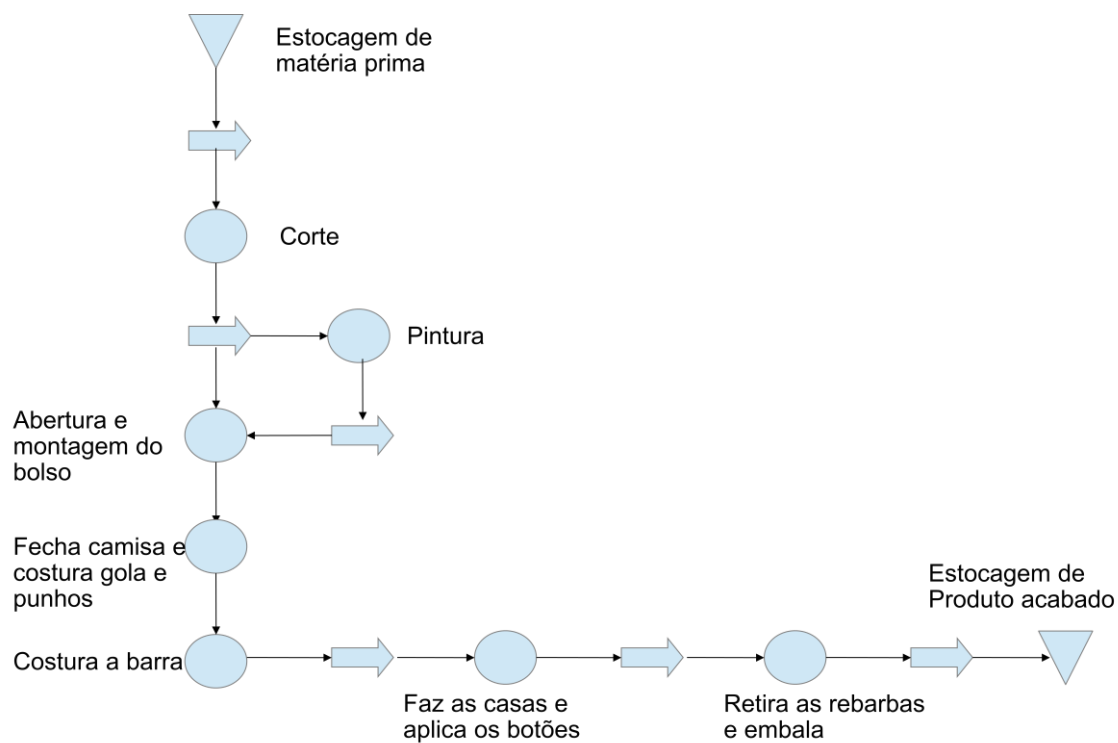 Estocagem de
matéria prima
Corte
Pintura
Abertura e
montagem do
bolso
Fecha camisa e
costura gola e
punhos
Costura a barra
Faz as casas e
aplica os botões
Retira as rebarbas
e embala
Estocagem de
Produto acabado